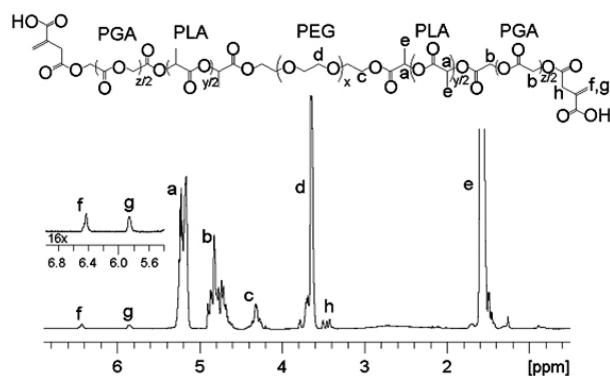 HO O PGA PLA PEG PLA PGA
O O O O d e O a b O
O O O O O O O O O O O O O O O O
O O z/2 O y/2 O x c a O e y/2 O b z/2 O
h f,g
O OH
a
d
e
f g
16x
6.8 6.4 6.0 5.6
b
c
f g h
6 5 4 3 2 [ppm]